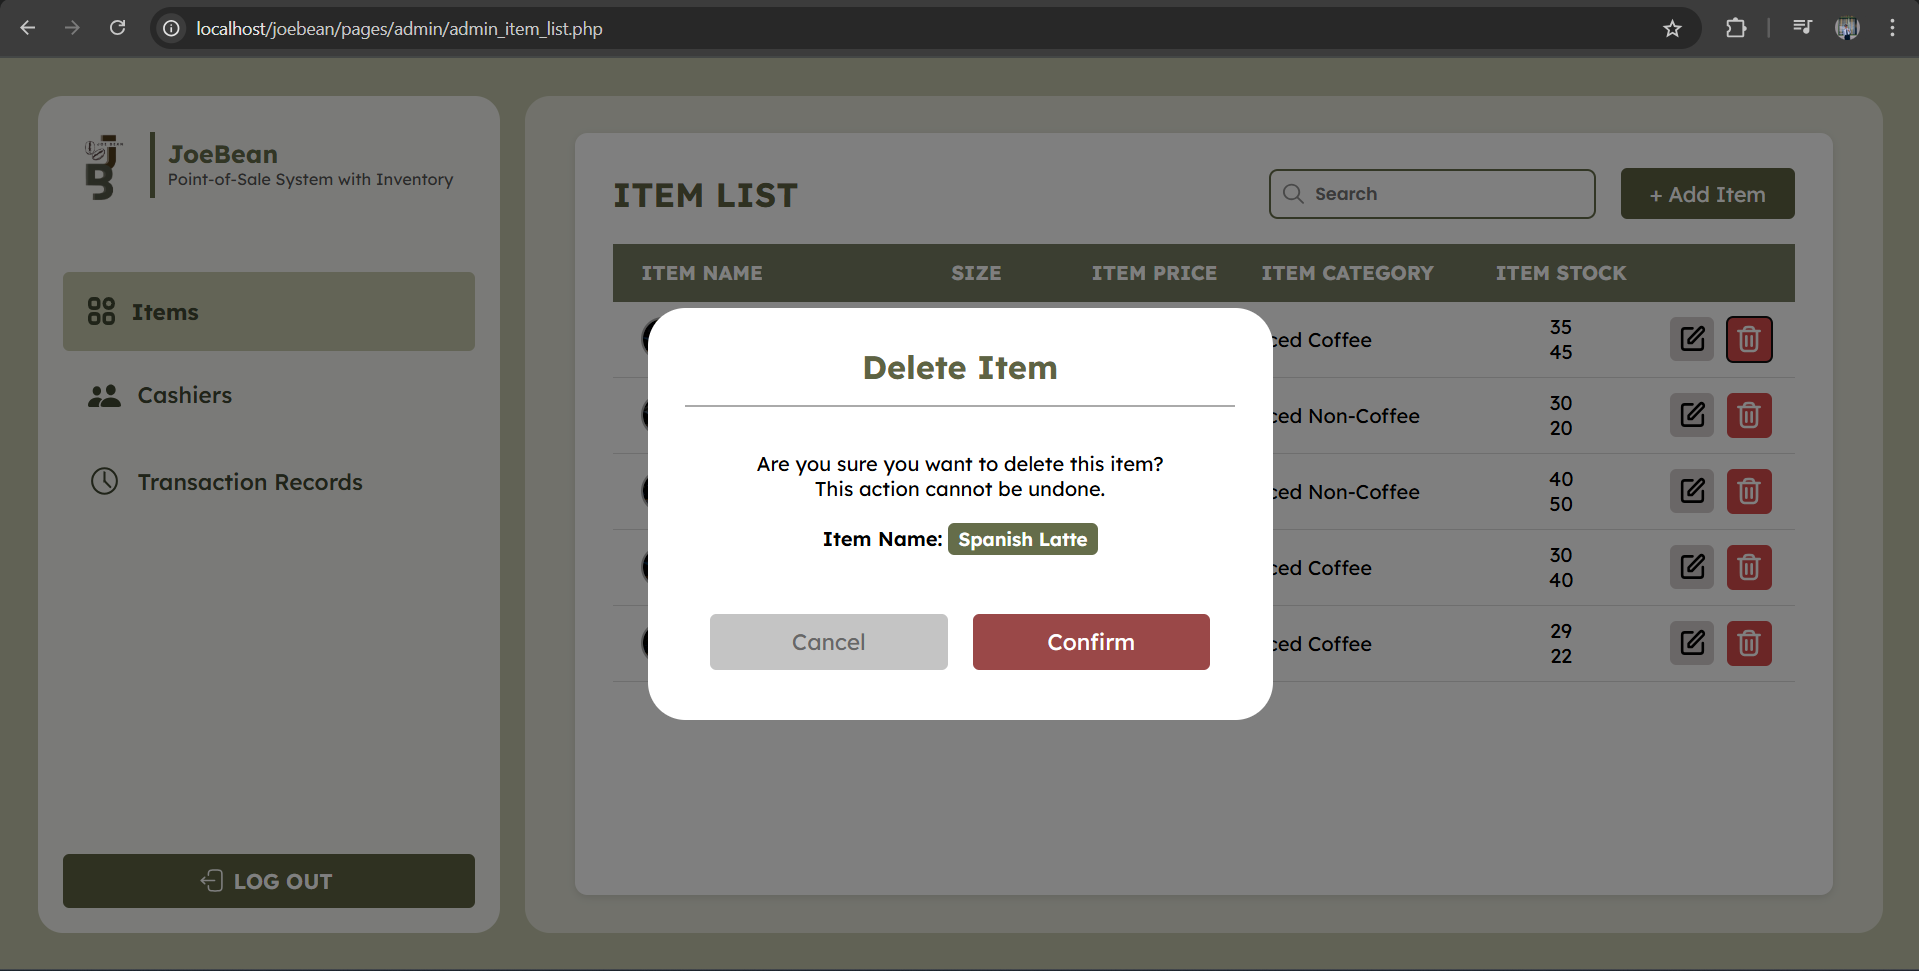 localhost/joebean/pages/admin/admin_item_list.php
JoeBean
Point-of-Sale System with Inventory
Items
Cashiers
Transaction Records
LOG OUT
ITEM LIST
Search
+ Add Item
ITEM NAME SIZE ITEM PRICE ITEM CATEGORY ITEM STOCK
ced Coffee
35
45
ced Non-Coffee
30
20
ced Non-Coffee
40
50
ced Coffee
30
40
ced Coffee
29
22
Delete Item
Are you sure you want to delete this item?
This action cannot be undone.
Item Name: Spanish Latte
Cancel
Confirm